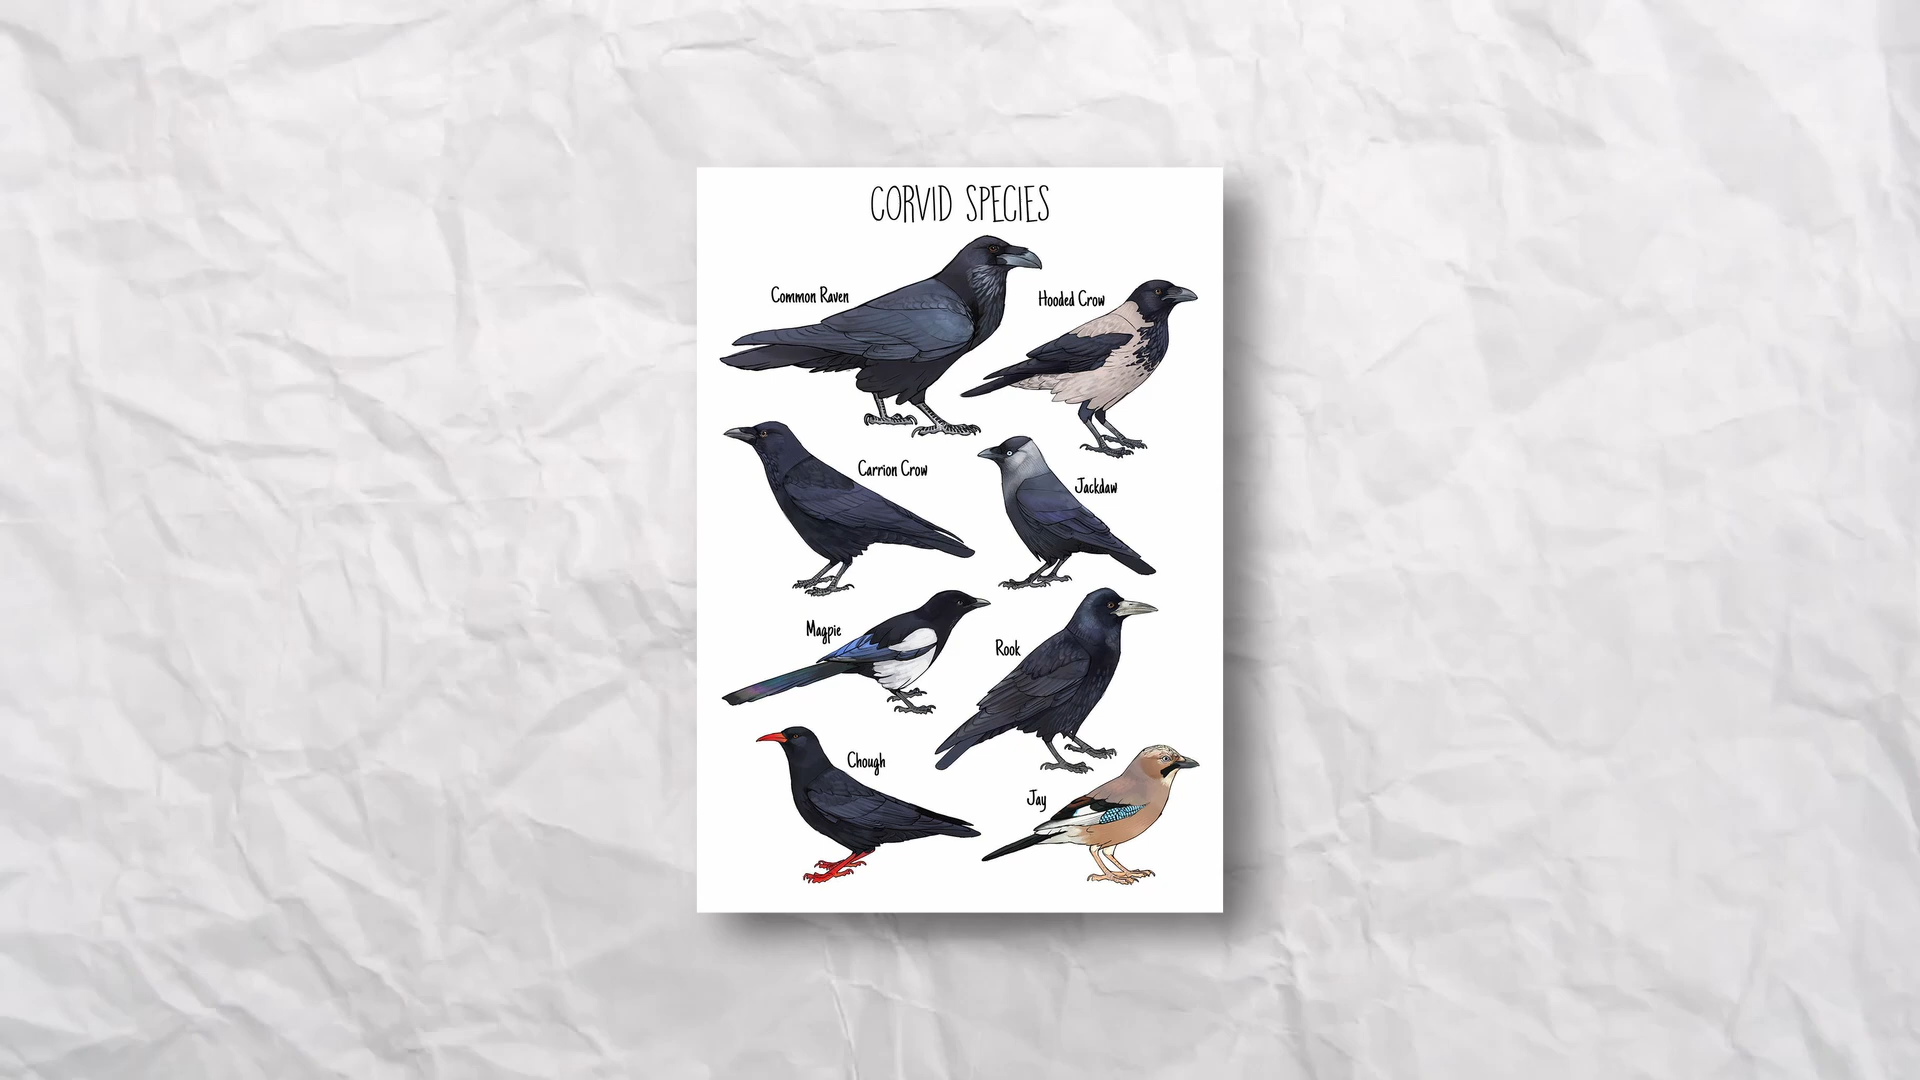 CORVID SPECIES
Common Raven
Hooded Crow
Carrion Crow
Jackdaw
Magpie
Rook
Chough
Jay